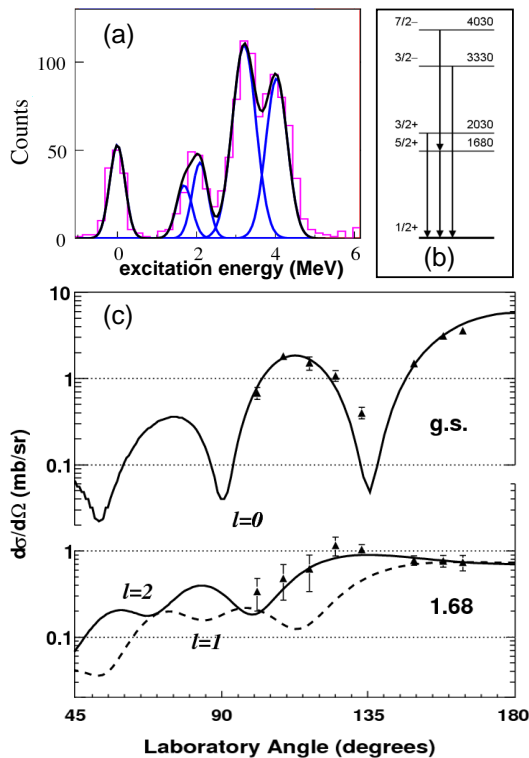 (a)
Counts
100
50
0
0
2
4
6
excitation energy (MeV)
7/2−
4030
3/2−
3330
3/2+
2030
5/2+
1680
1/2+
(b)
(c)
dσ/dΩ (mb/sr)
10
1
0.1
g.s.
l=0
1
0.1
l=2
l=1
1.68
45
90
135
180
Laboratory Angle (degrees)